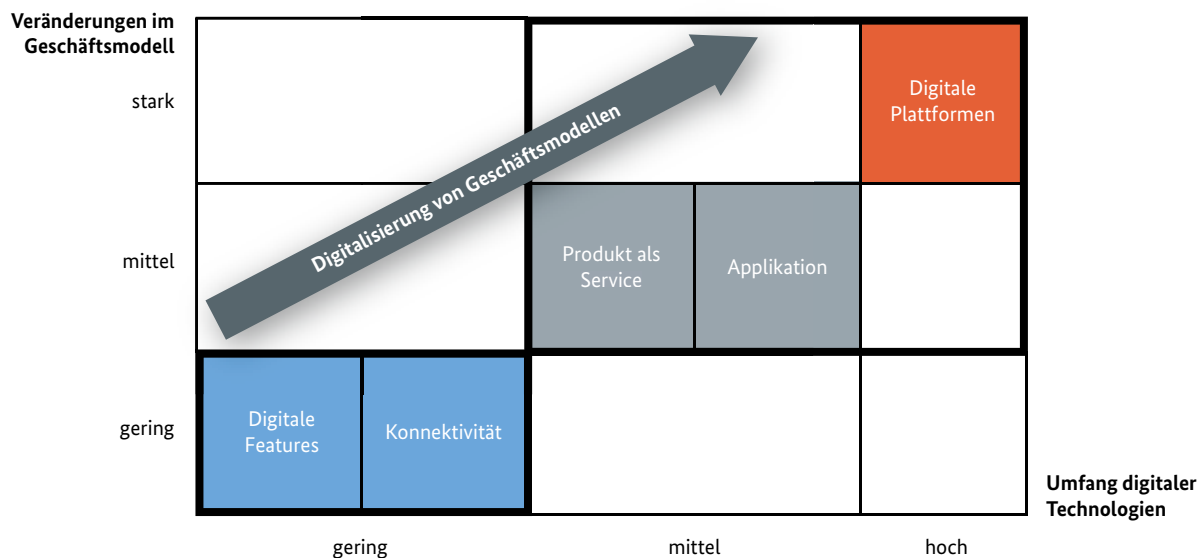 Veränderungen im
Geschäftsmodell
stark
Digitale
Plattformen
Digitalisierung von Geschäftsmodellen
mittel
Produkt als
Service
Applikation
gering
Digitale
Features
Konnektivität
Umfang digitaler
Technologien
gering
mittel
hoch